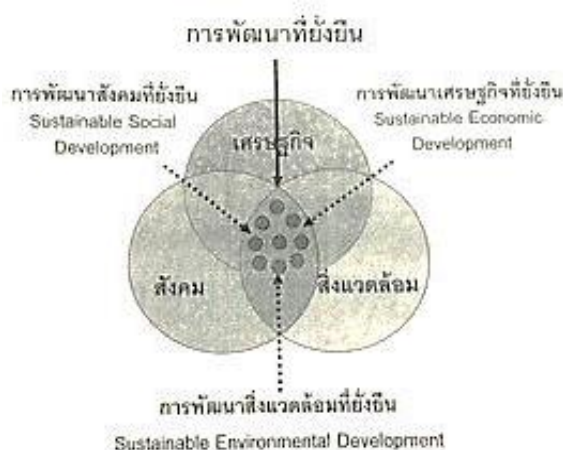 การพัฒนาที่ยั่งยืน
การพัฒนาสังคมที่ยั่งยืน
Sustainable Social
Development
การพัฒนาเศรษฐกิจที่ยั่งยืน
Sustainable Economic
Development
เศรษฐกิจ
สังคม
สิ่งแวดล้อม
การพัฒนาสิ่งแวดล้อมที่ยั่งยืน
Sustainable Environmental Development